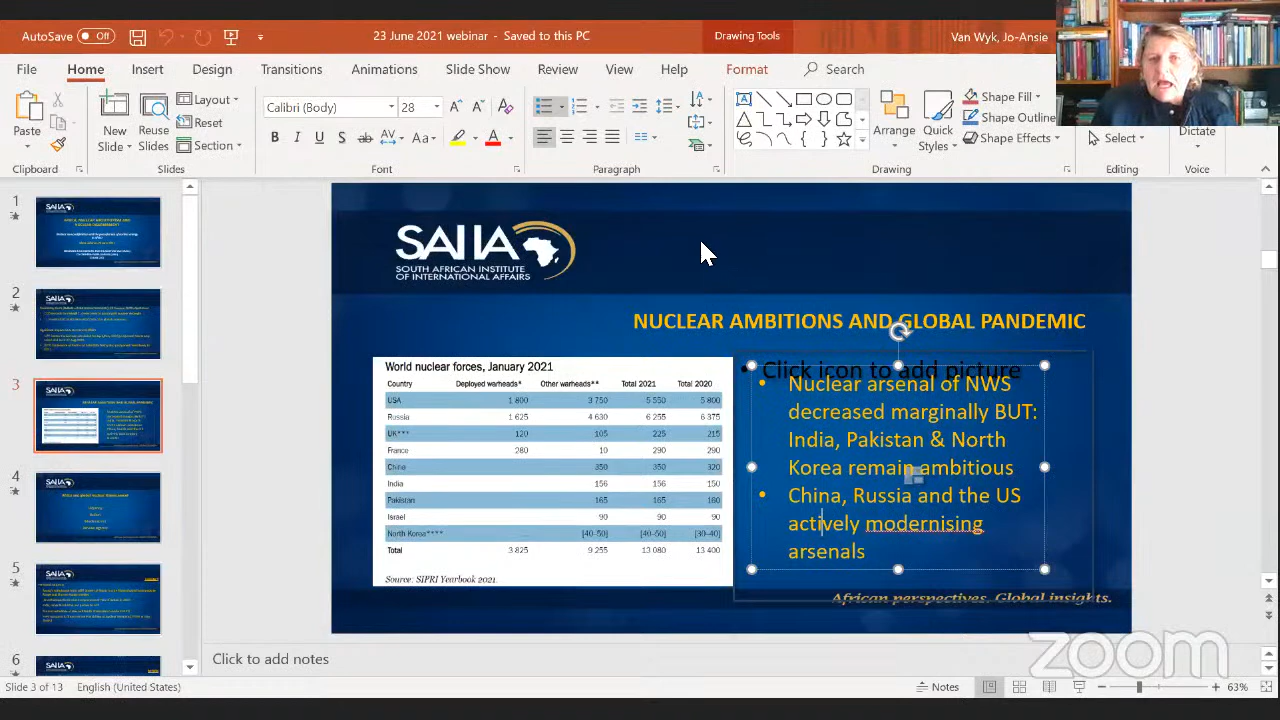 AutoSave Off
23 June 2021 webinar - Saved to this PC
Drawing Tools
Van Wyk, Jo-Ansie
File Home Insert Design Transitions Animations Slide Show Review View Help Format Search
Paste
New Slide
Reuse Slides
Layout
Reset
Section
Calibri (Body) 28
Arrange
Quick Styles
Shape Fill
Shape Outline
Shape Effects
Select
Dictate
Clipboard Slides Font Paragraph Drawing Editing Voice
1
2
3
4
5
6
SAIIA
SOUTH AFRICAN INSTITUTE
OF INTERNATIONAL AFFAIRS
NUCLEAR AMBITIONS AND GLOBAL PANDEMIC
World nuclear forces, January 2021
Country Deployed warheads* Other warheads** Total 2021 Total 2020
USA 1 800 3 750 5 550 5 800
Russia 1 625 4 630 6 255 6 375
UK*** 120 105 225 215
France 280 10 290 290
China 350 350 320
India 156 156 150
Pakistan 165 165 160
Israel 90 90 90
North Korea**** [40-50] [40-50] [30-40]
Total 3 825 9 255 13 080 13 400
Source: SIPRI Yearbook 2021.
• Click icon to add picture
• Nuclear arsenal of NWS
deceased marginally BUT:
India, Pakistan & North
Korea remain ambitious
• China, Russia and the US
actively modernising
arsenals
African perspectives. Global insights.
Click to add notes
zoom
Slide 3 of 13 English (United States) Notes 63%